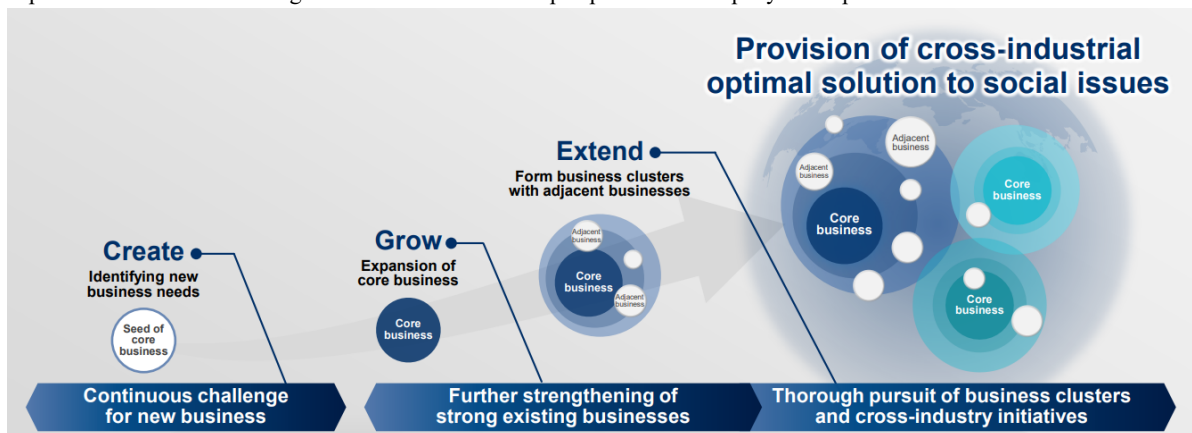 Provision of cross-industrial
optimal solution to social issues
Extend
Form business clusters
with adjacent businesses
Create
Identifying new
business needs
Seed of
core
business
Grow
Expansion of
core business
Core
business
Adjacent
business
Core
business
Adjacent
business
Adjacent
business
Adjacent
business
Core
business
Core
business
Core
business
Continuous challenge
for new business
Further strengthening of
strong existing businesses
Thorough pursuit of business clusters
and cross-industry initiatives